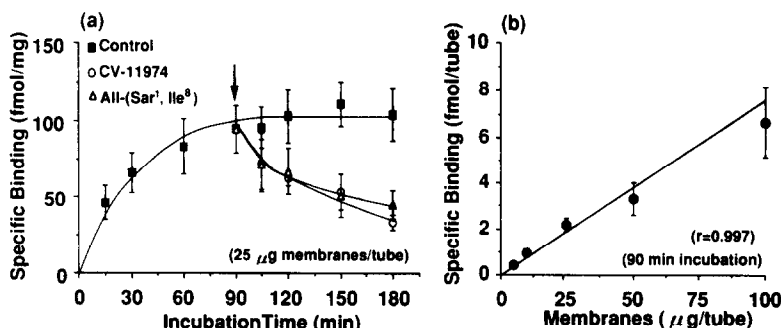 (a)
Specific Binding (fmol/mg)
150
100
50
0
■ Control
○ CV-11974
△ AII-(Sar¹, Ile⁸)
(25 μg membranes/tube)
0 30 60 90 120 150 180
IncubationTime (min)
(b)
Specific Binding (fmol/tube)
10
8
6
4
2
0
(r=0.997)
(90 min incubation)
0 25 50 75 100
Membranes ( μg/tube)